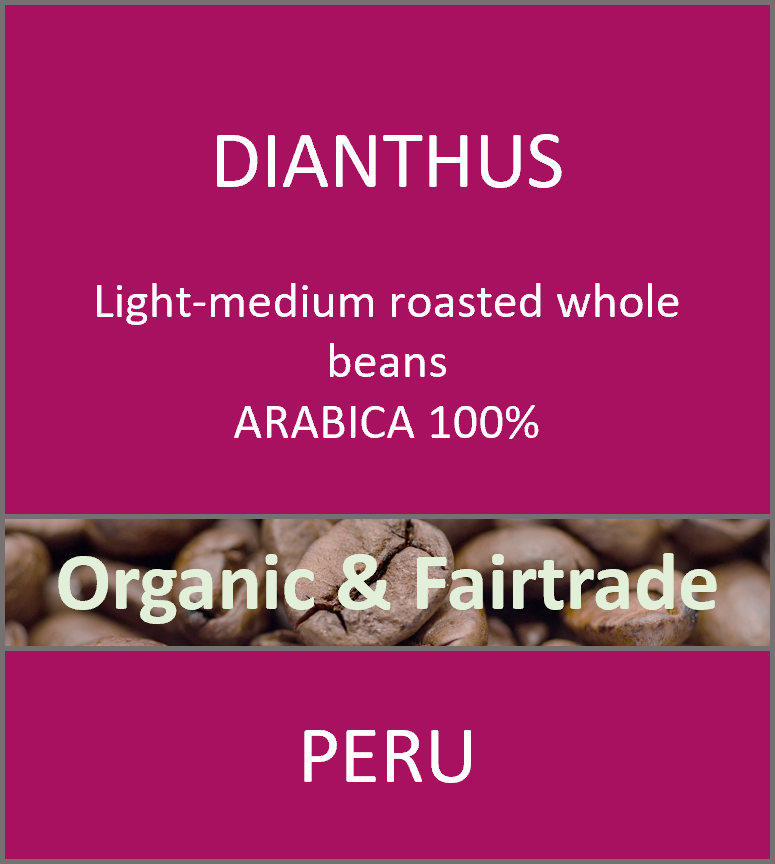 DIANTHUS
Light-medium roasted whole
beans
ARABICA 100%
Organic & Fairtrade
PERU